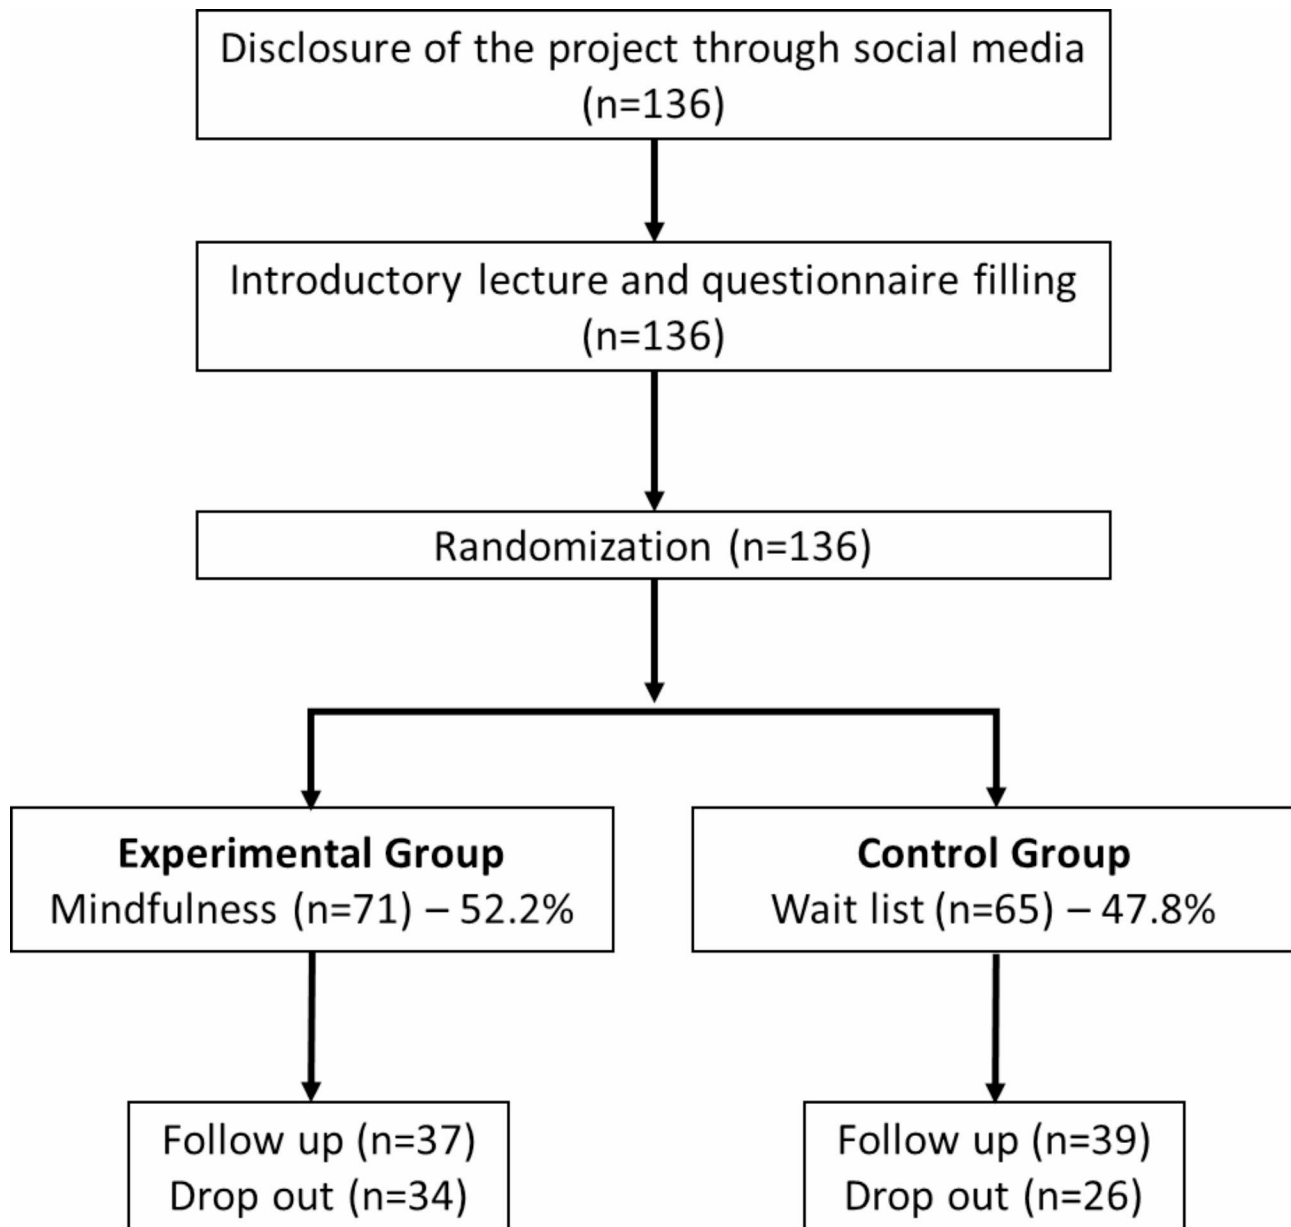 Disclosure of the project through social media
(n=136)
Introductory lecture and questionnaire filling
(n=136)
Randomization (n=136)
Experimental Group
Mindfulness (n=71) – 52.2%
Control Group
Wait list (n=65) – 47.8%
Follow up (n=37)
Drop out (n=34)
Follow up (n=39)
Drop out (n=26)